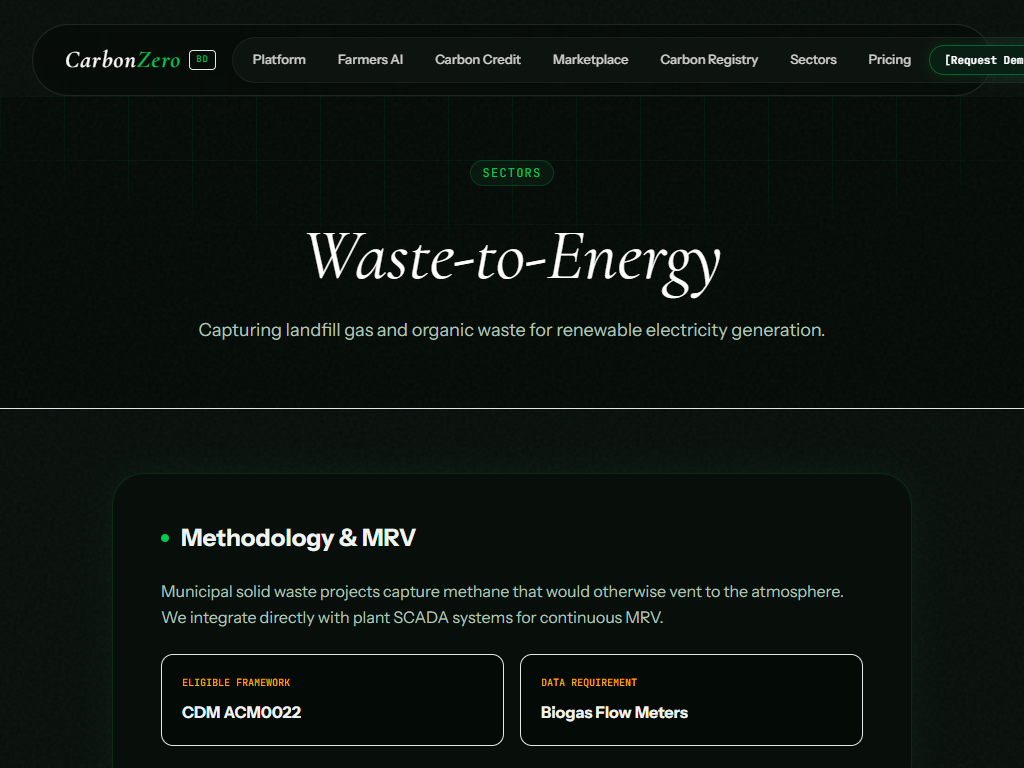 CarbonZero BD Platform Farmers AI Carbon Credit Marketplace Carbon Registry Sectors Pricing [Request Dem
SECTORS
Waste-to-Energy
Capturing landfill gas and organic waste for renewable electricity generation.
Methodology & MRV
Municipal solid waste projects capture methane that would otherwise vent to the atmosphere.
We integrate directly with plant SCADA systems for continuous MRV.
ELIGIBLE FRAMEWORK
CDM ACM0022
DATA REQUIREMENT
Biogas Flow Meters